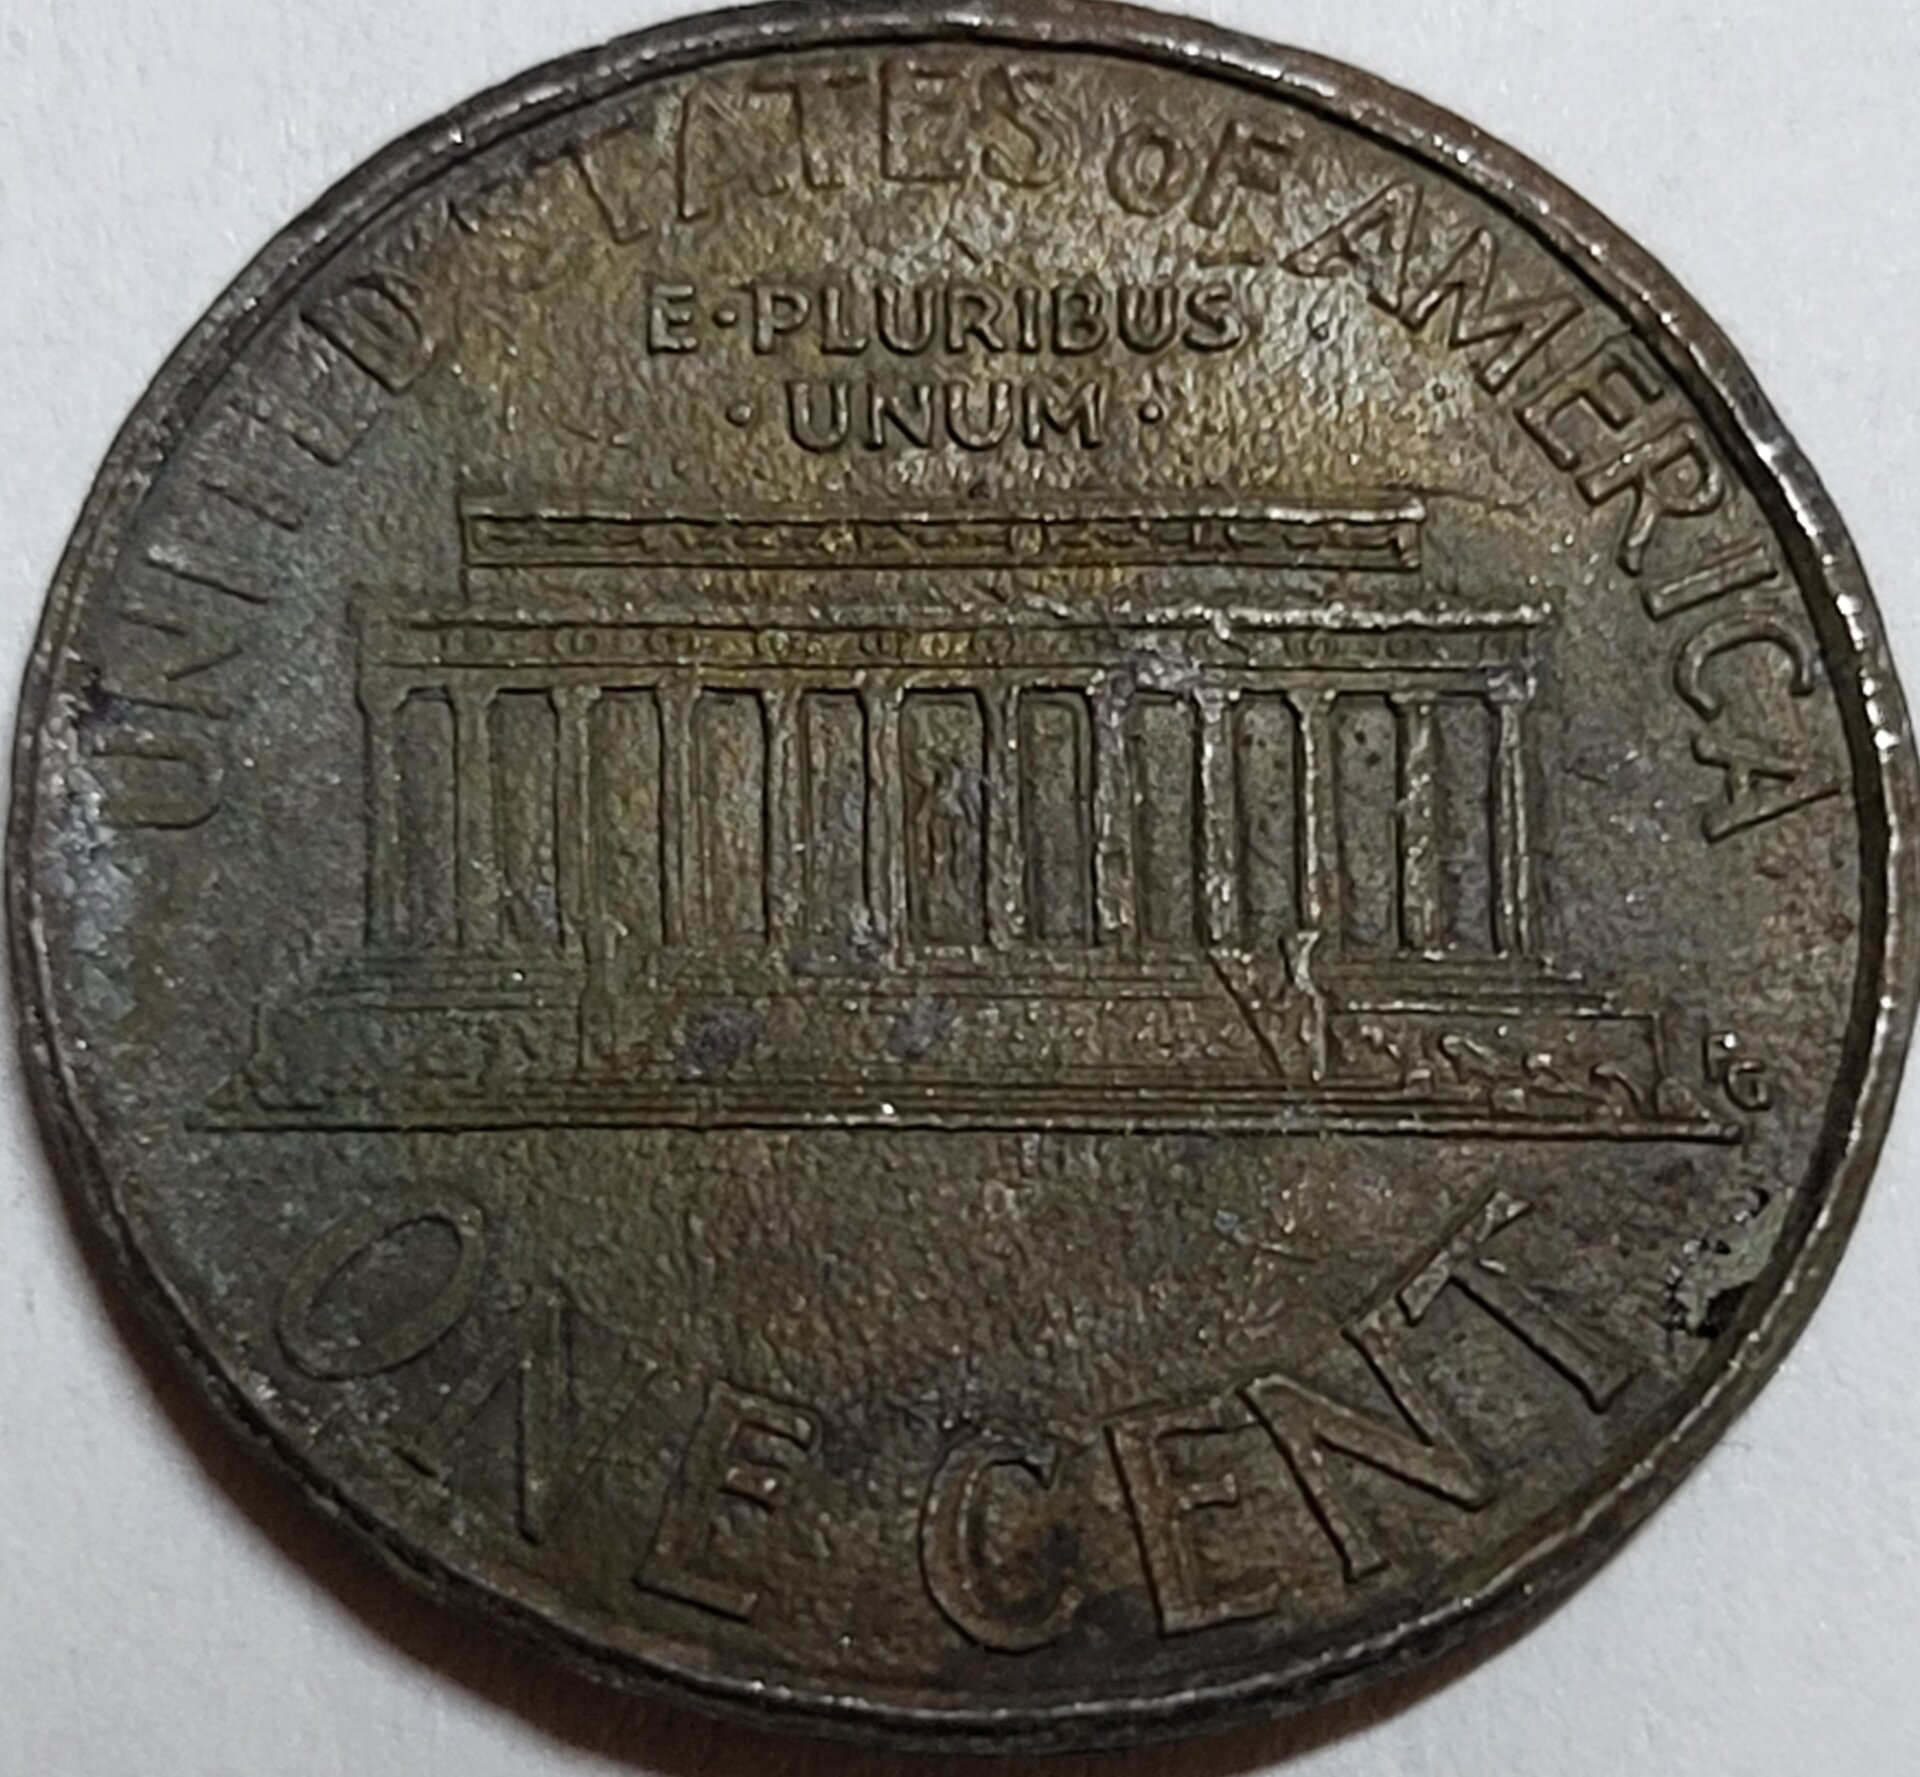 UNITED STATES OF AMERICA
E·PLURIBUS
·UNUM·
FG
ONE CENT